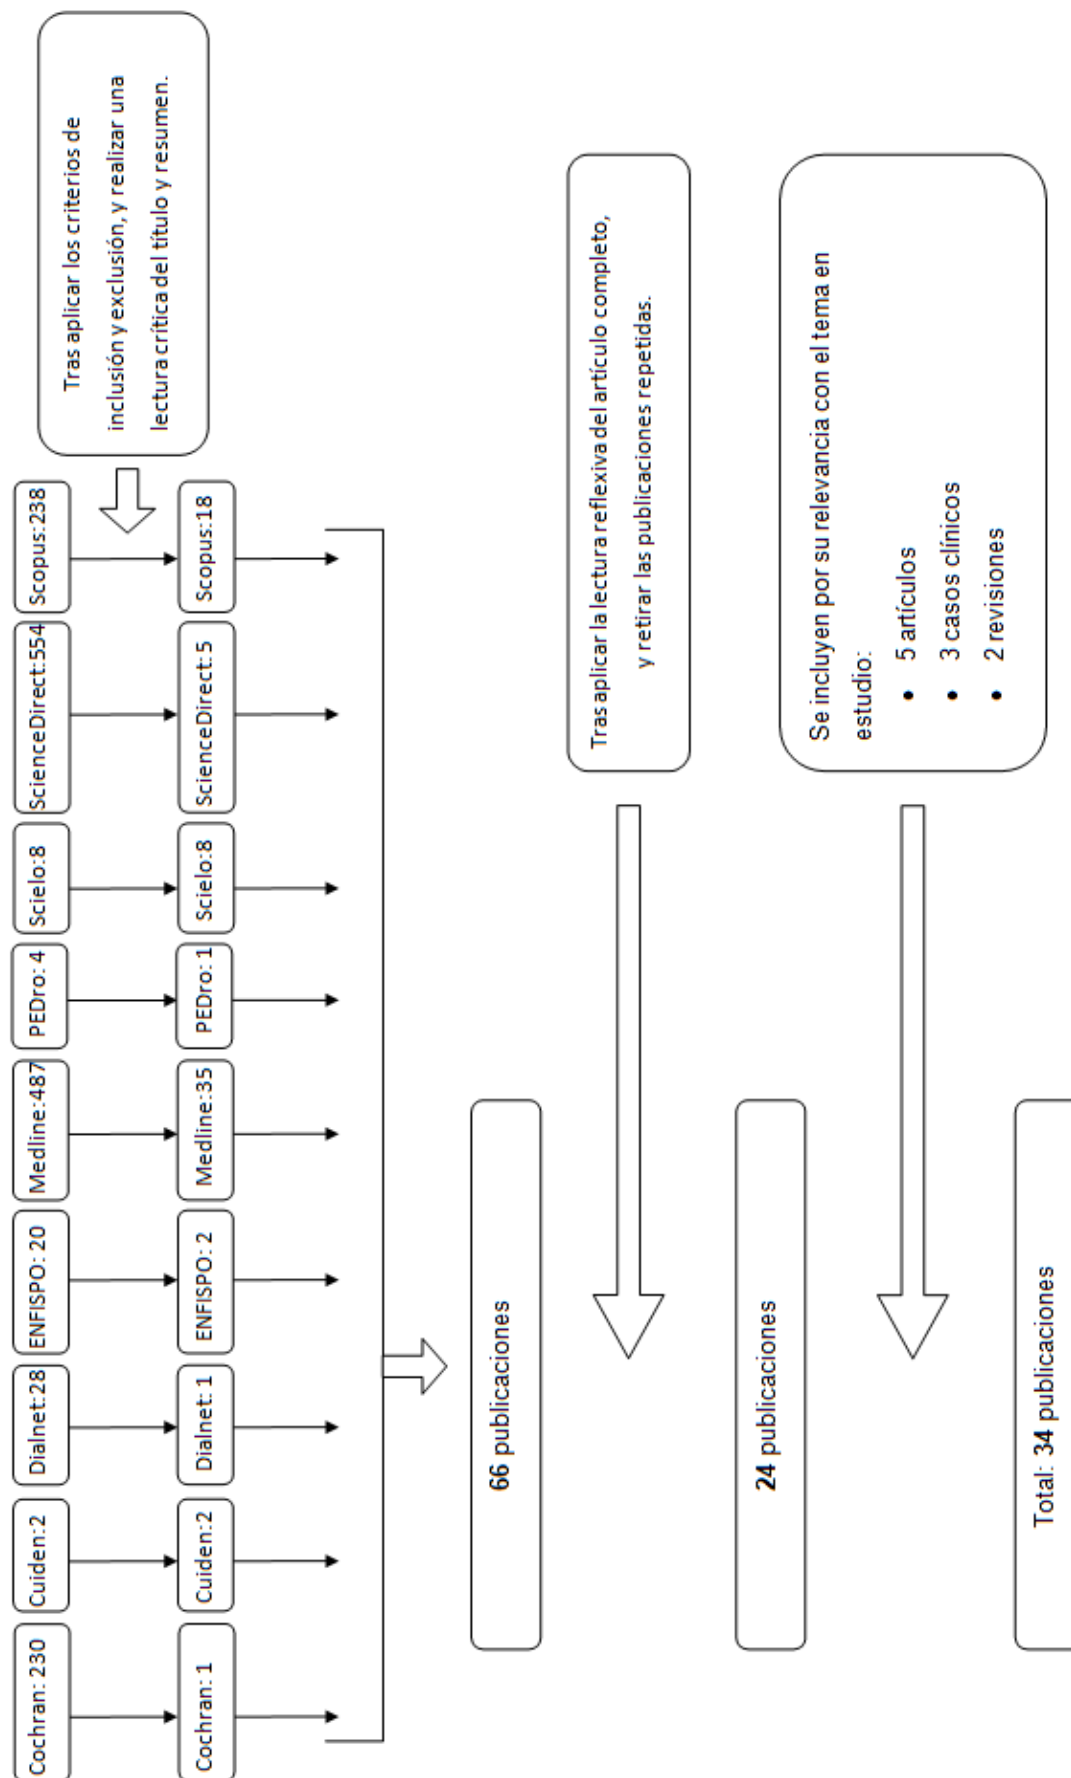 Cochran: 230
Cuiden:2
Dialnet:28
ENFISPO: 20
Medline:487
PEDro: 4
Scielo:8
ScienceDirect:554
Scopus:238
Tras aplicar los criterios de
inclusión y exclusión, y realizar una
lectura crítica del título y resumen.
Cochran: 1
Cuiden:2
Dialnet: 1
ENFISPO: 2
Medline:35
PEDro: 1
Scielo:8
ScienceDirect:5
Scopus:18
66 publicaciones
Tras aplicar la lectura reflexiva del artículo completo,
y retirar las publicaciones repetidas.
24 publicaciones
Se incluyen por su relevancia con el tema en
estudio:
• 5 artículos
• 3 casos clínicos
• 2 revisiones
Total: 34 publicaciones